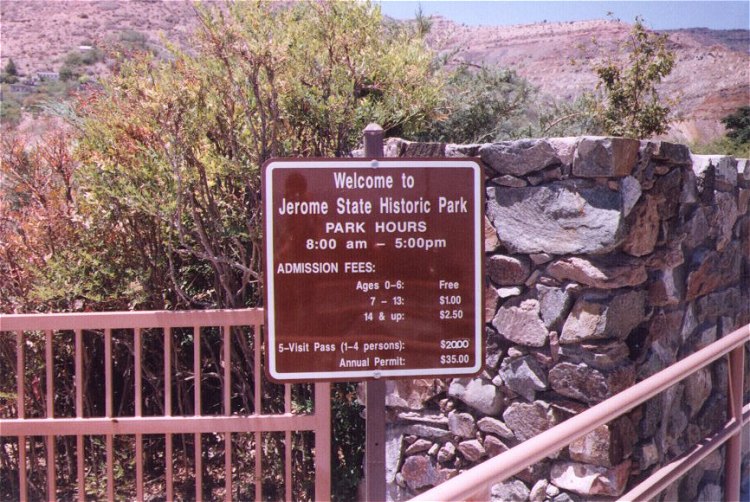 Welcome to
Jerome State Historic Park
PARK HOURS
8:00 am – 5:00pm
ADMISSION FEES:
Ages 0-6: Free
7 - 13: $1.00
14 & up: $2.50
5-Visit Pass (1-4 persons): $20.00
Annual Permit: $35.00